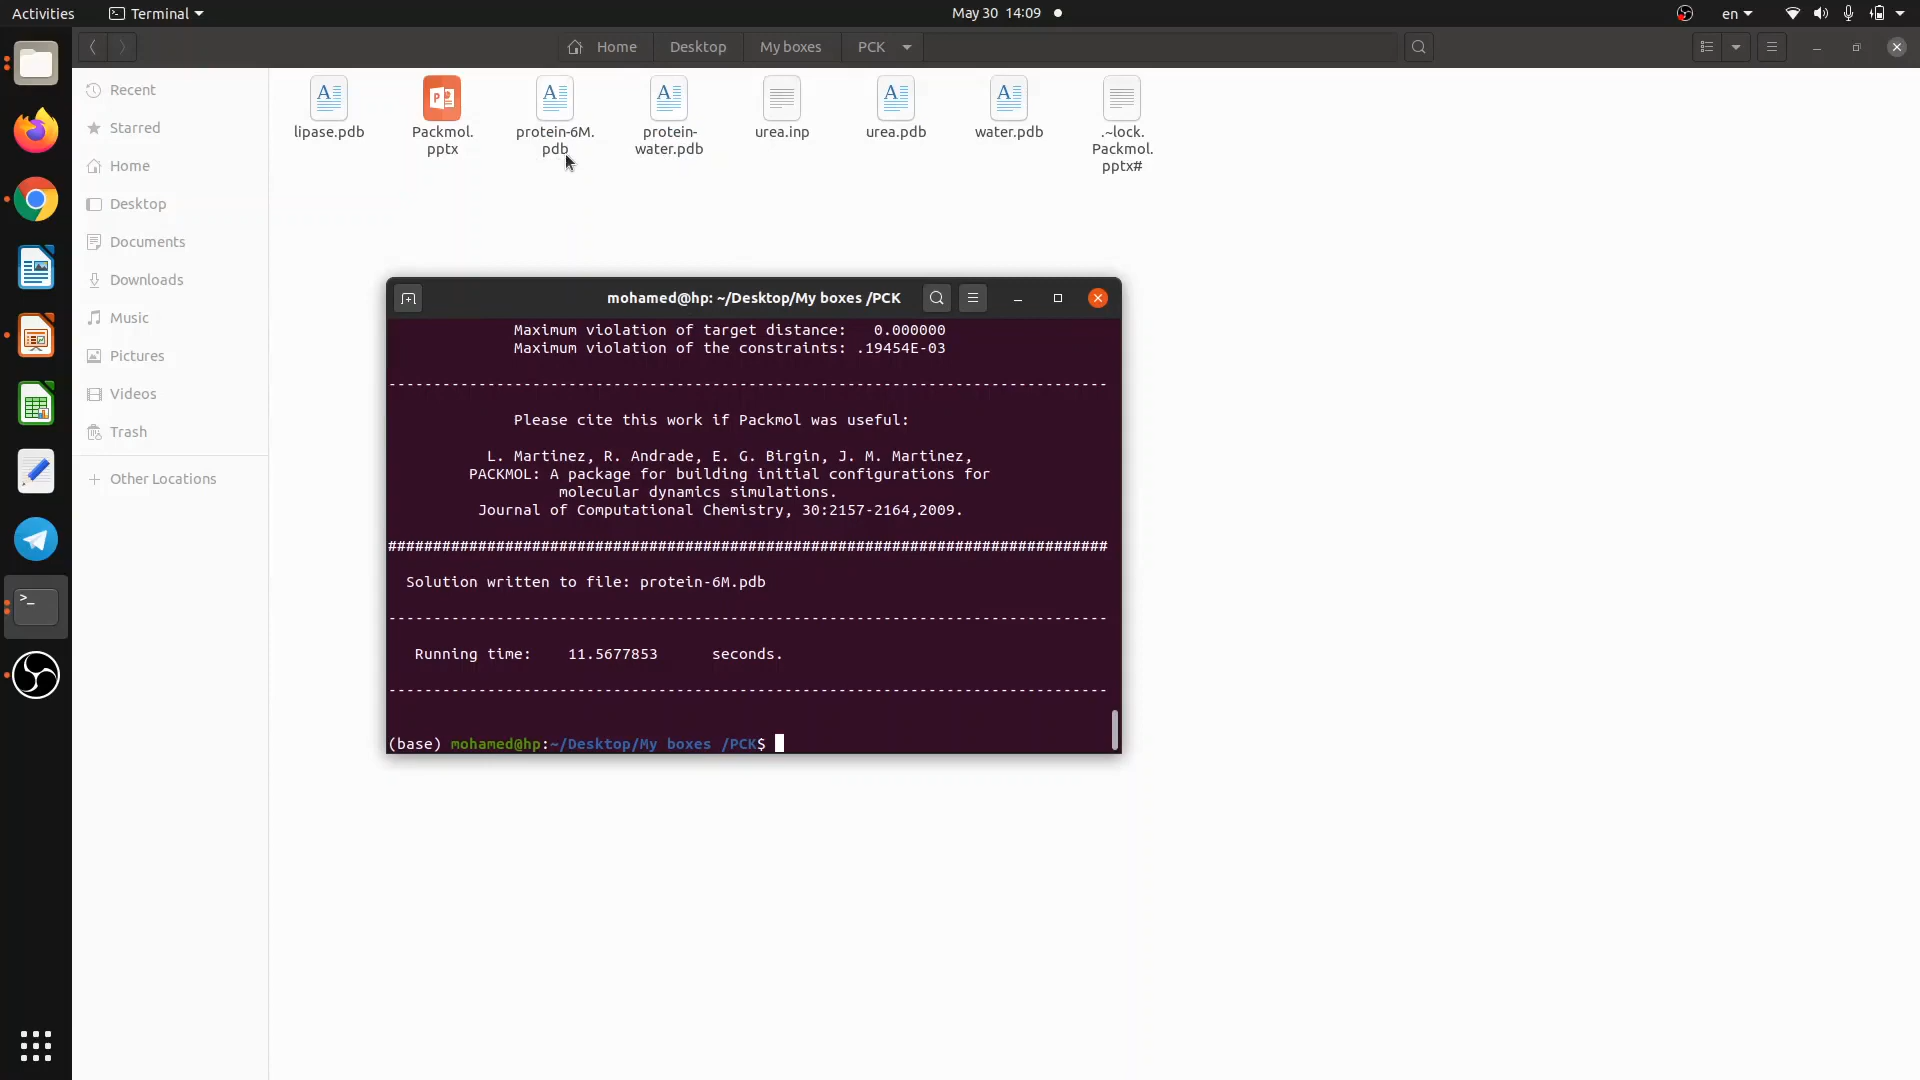 Activities
Terminal
May 30 14:09
en
Home
Desktop
My boxes
PCK
Recent
Starred
Home
Desktop
Documents
Downloads
Music
Pictures
Videos
Trash
Other Locations
lipase.pdb
Packmol.
pptx
protein-6M.
pdb
protein-
water.pdb
urea.inp
urea.pdb
water.pdb
.~lock.
Packmol.
pptx#
mohamed@hp: ~/Desktop/My boxes /PCK
Maximum violation of target distance:   0.000000
Maximum violation of the constraints: .19454E-03
--------------------------------------------------------------------------------
Please cite this work if Packmol was useful:
L. Martinez, R. Andrade, E. G. Birgin, J. M. Martinez,
PACKMOL: A package for building initial configurations for
molecular dynamics simulations.
Journal of Computational Chemistry, 30:2157-2164,2009.
################################################################################
Solution written to file: protein-6M.pdb
--------------------------------------------------------------------------------
Running time:    11.5677853      seconds.
--------------------------------------------------------------------------------
(base) mohamed@hp:~/Desktop/My boxes /PCK$